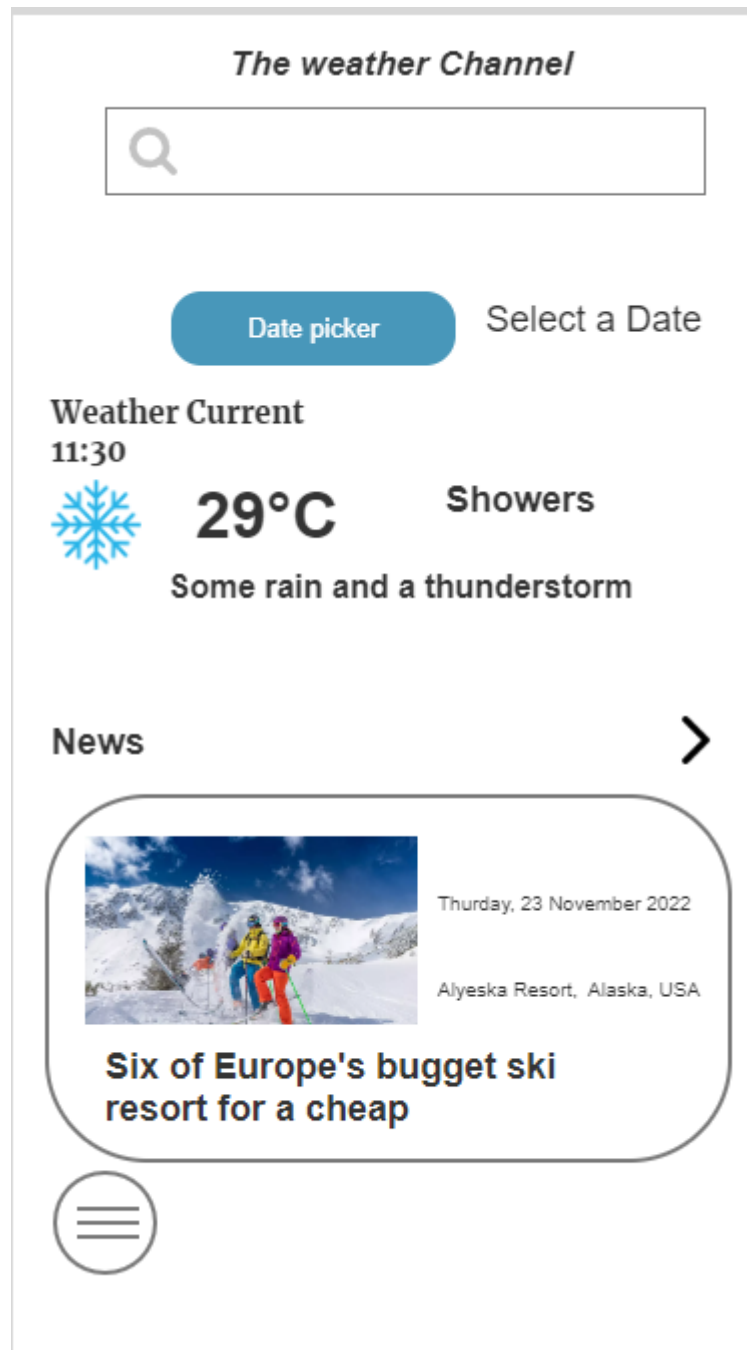 The weather Channel
Date picker
Select a Date
Weather Current
11:30
29°C
Showers
Some rain and a thunderstorm
News
Thurday, 23 November 2022
Alyeska Resort, Alaska, USA
Six of Europe's bugget ski
resort for a cheap